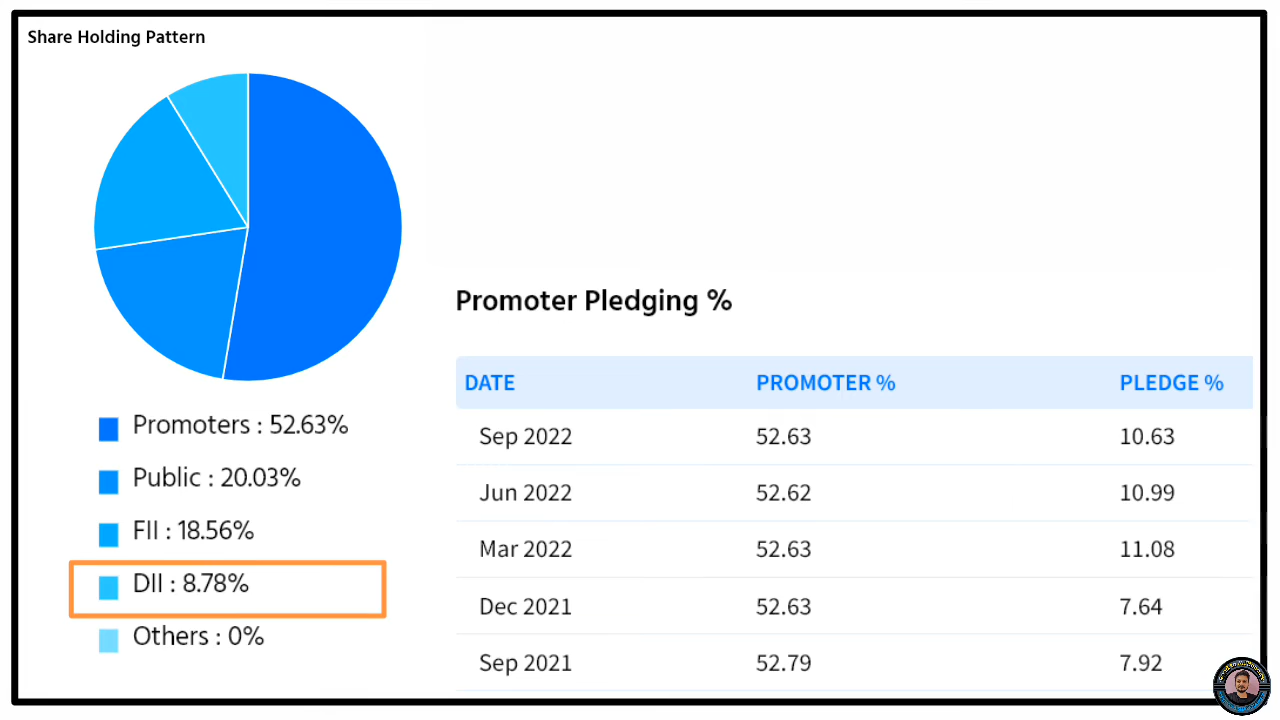 Share Holding Pattern
Promoters : 52.63%
Public : 20.03%
FII : 18.56%
DII : 8.78%
Others : 0%
Promoter Pledging %
DATE PROMOTER % PLEDGE %
Sep 2022 52.63 10.63
Jun 2022 52.62 10.99
Mar 2022 52.63 11.08
Dec 2021 52.63 7.64
Sep 2021 52.79 7.92